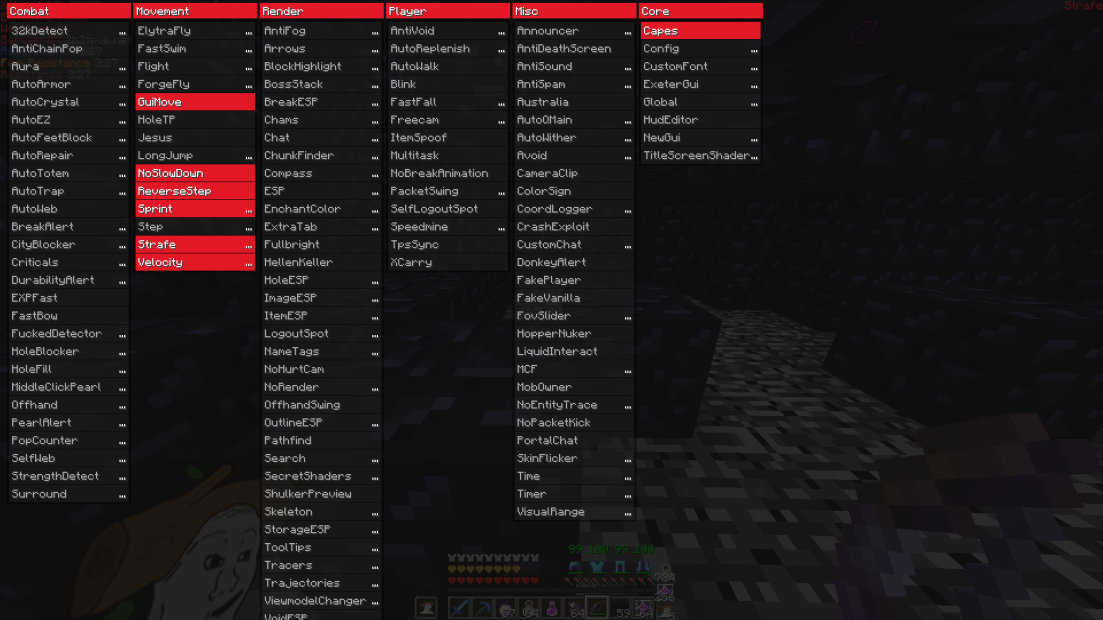 Combat
32kDetect ...
AntiChainPop
Aura ...
AutoArmor ...
AutoCrystal ...
AutoEZ ...
AutoFeetBlock ...
AutoRepair ...
AutoTotem ...
AutoTrap ...
AutoWeb
BreakAlert ...
CityBlocker ...
Criticals ...
DurabilityAlert ...
EXPFast
FastBow
FuckedDetector ...
HoleBlocker ...
HoleFill ...
MiddleClickPearl ...
Offhand ...
PearlAlert ...
PopCounter ...
SelfWeb ...
StrengthDetect ...
Surround ...
Movement
ElytraFly ...
FastSwim ...
Flight ...
ForgeFly ...
GuiMove
HoleTP
Jesus
LongJump ...
NoSlowDown
ReverseStep
Sprint ...
Step ...
Strafe ...
Velocity ...
Render
AntiFog
Arrows ...
BlockHighlight ...
BossStack ...
BreakESP ...
Chams ...
Chat ...
ChunkFinder ...
Compass ...
ESP ...
EnchantColor ...
ExtraTab ...
Fullbright
HellenKeller
HoleESP ...
ImageESP ...
ItemESP ...
LogoutSpot ...
NameTags ...
NoHurtCam
NoRender ...
OffhandSwing
OutlineESP ...
Pathfind
Search ...
SecretShaders ...
ShulkerPreview
Skeleton ...
StorageESP ...
ToolTips ...
Tracers ...
Trajectories ...
ViewmodelChanger ...
VoidESP
Player
AntiVoid ...
AutoReplenish ...
AutoWalk
Blink
FastFall ...
Freecam ...
ItemSpoof
Multitask
NoBreakAnimation
PacketSwing ...
SelfLogoutSpot
Speedmine ...
TpsSync
XCarry
Misc
Announcer ...
AntiDeathScreen
AntiSound ...
AntiSpam ...
Australia
AutoOMain ...
AutoWither ...
Avoid ...
CameraClip
ColorSign
CoordLogger ...
CrashExploit
CustomChat ...
DonkeyAlert
FakePlayer
FakeVanilla
FovSlider ...
HopperNuker
LiquidInteract
MCF ...
MobOwner
NoEntityTrace ...
NoPacketKick
PortalChat
SkinFlicker ...
Time ...
Timer ...
VisualRange ...
Core
Capes
Config ...
CustomFont ...
ExeterGui ...
Global ...
HudEditor
NewGui ...
TitleScreenShader...
Strafe
99 100 99 100
64
59